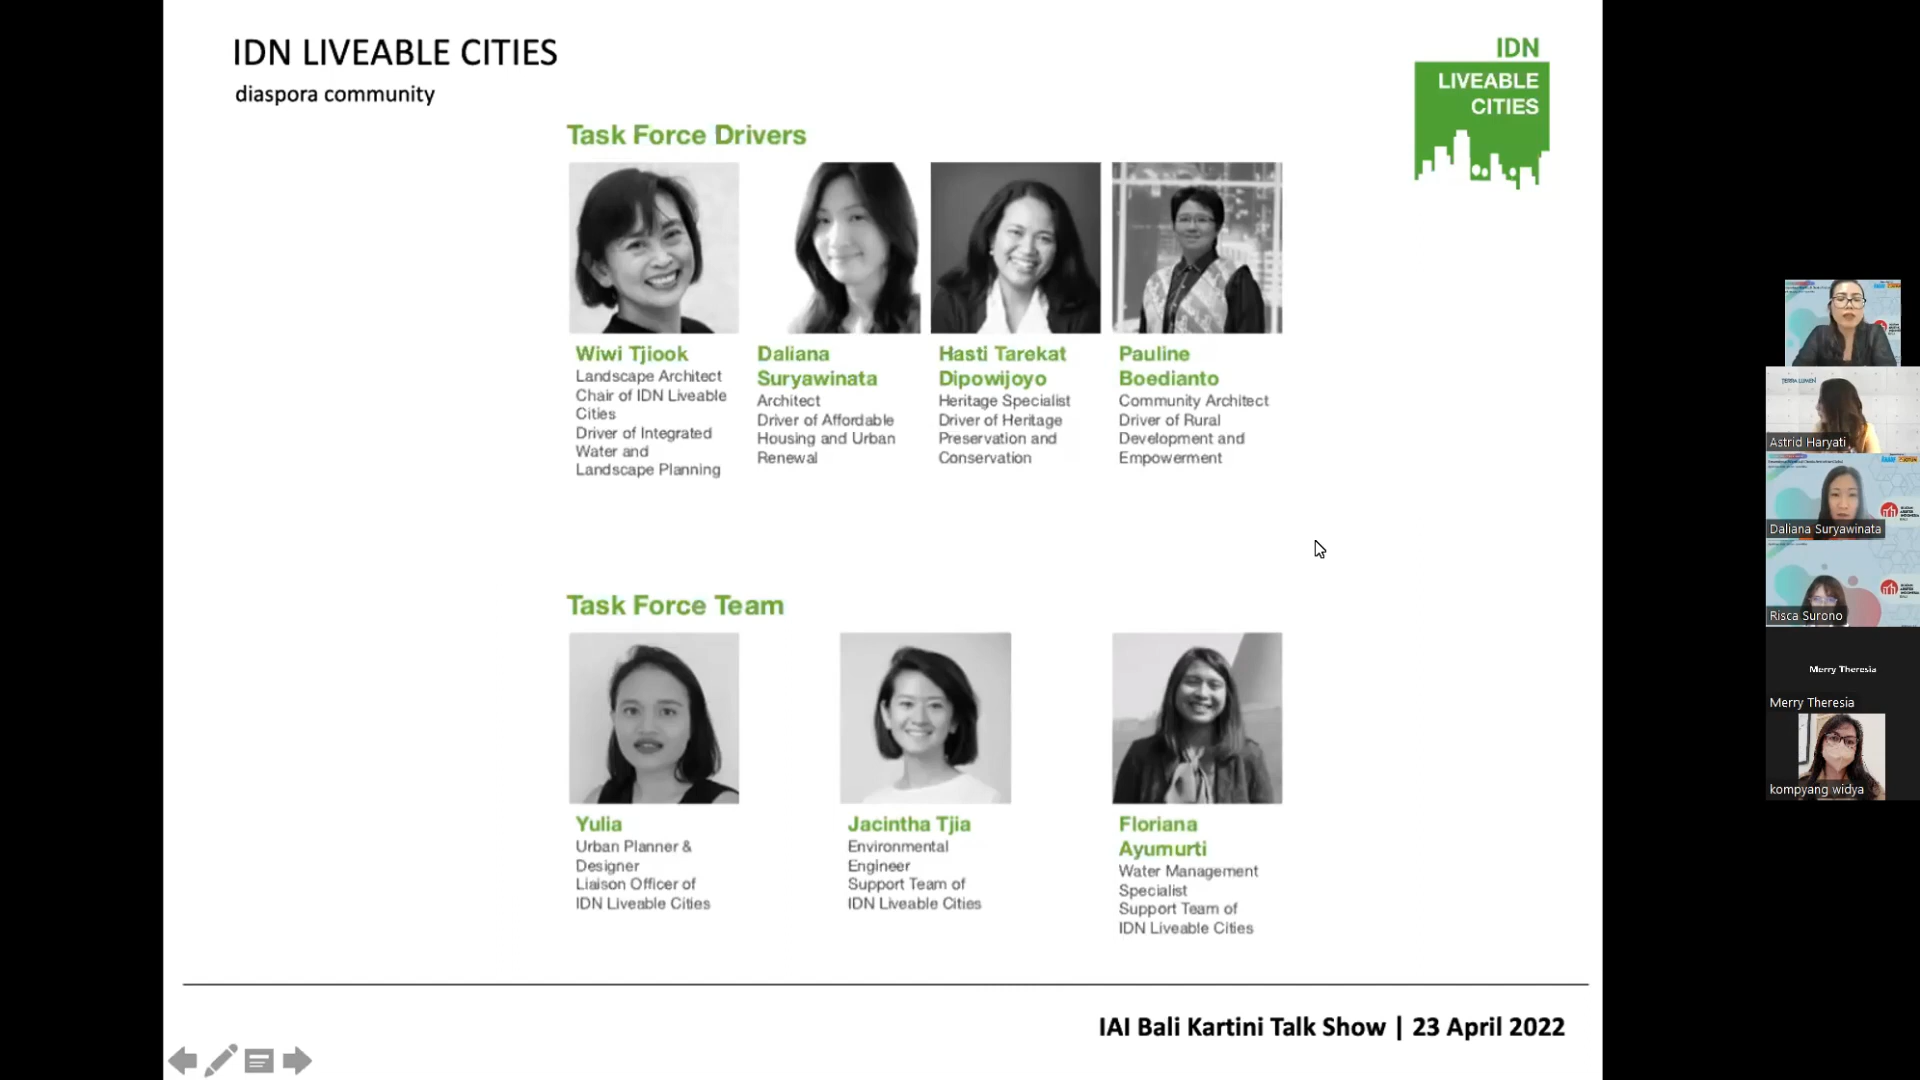 IDN LIVEABLE CITIES
diaspora community
IDN
LIVEABLE
CITIES
Task Force Drivers
Wiwi Tjiook
Landscape Architect
Chair of IDN Liveable
Cities
Driver of Integrated
Water and
Landscape Planning
Daliana
Suryawinata
Architect
Driver of Affordable
Housing and Urban
Renewal
Hasti Tarekat
Dipowijoyo
Heritage Specialist
Driver of Heritage
Preservation and
Conservation
Pauline
Boedianto
Community Architect
Driver of Rural
Development and
Empowerment
Task Force Team
Yulia
Urban Planner &
Designer
Liaison Officer of
IDN Liveable Cities
Jacintha Tjia
Environmental
Engineer
Support Team of
IDN Liveable Cities
Floriana
Ayumurti
Water Management
Specialist
Support Team of
IDN Liveable Cities
IAI Bali Kartini Talk Show | 23 April 2022
Astrid Haryati
Daliana Suryawinata
Risca Surono
Merry Theresia
Merry Theresia
kompyang widya